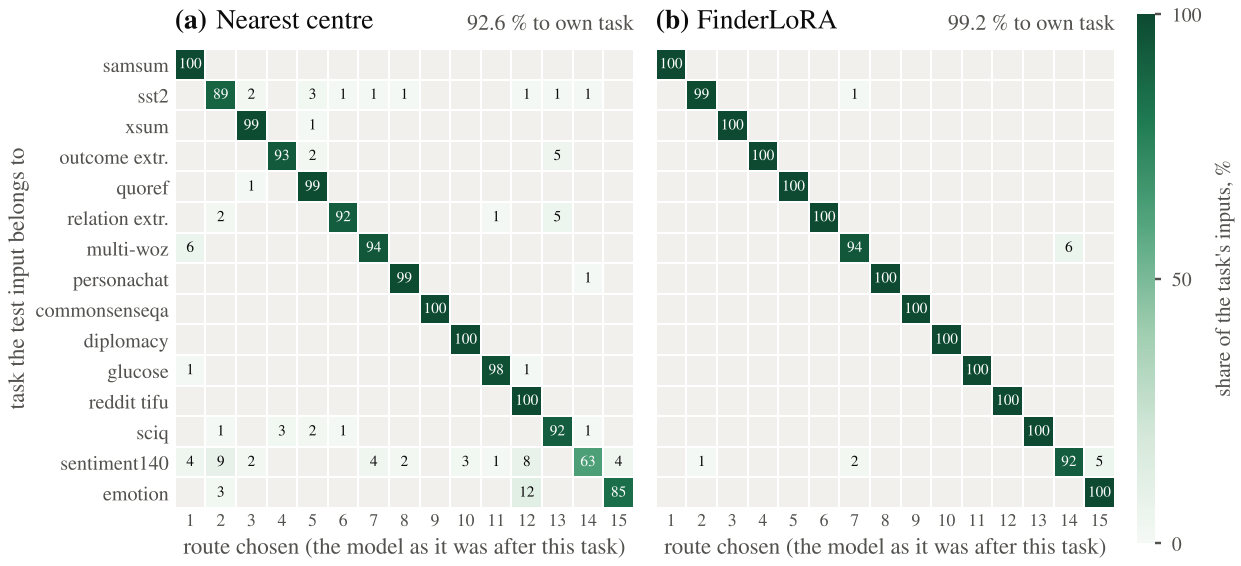 (a) Nearest centre 92.6 % to own task
(b) FinderLoRA 99.2 % to own task
task the test input belongs to
samsum 100 100
sst2 89 2 3 1 1 1 1 1 1 99 1
xsum 99 1 100
outcome extr. 93 2 5 100
quoref 1 99 100
relation extr. 2 92 1 5 100
multi-woz 6 94 94 6
personachat 99 1 100
commonsenseqa 100 100
diplomacy 100 100
glucose 1 98 1 100
reddit tifu 100 100
sciq 1 3 2 1 92 1 100
sentiment140 4 9 2 4 2 3 1 8 63 4 1 2 92 5
emotion 3 12 85 100
1 2 3 4 5 6 7 8 9 10 11 12 13 14 15
1 2 3 4 5 6 7 8 9 10 11 12 13 14 15
route chosen (the model as it was after this task)
route chosen (the model as it was after this task)
100
50
0
share of the task's inputs, %